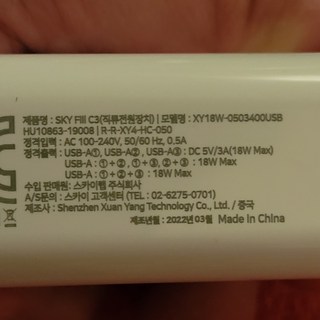 제품명 : SKY Fill C3(직류전원장치) | 모델명 : XY18W-0503400USB
HU10863-19008 | R-R-XY4-HC-050
정격입력 : AC 100-240V, 50/60 Hz, 0.5A
정격출력 : USB-A①, USB-A②, USB-A③ : DC 5V/3A(18W Max)
USB-A : ①+②, ①+③, ②+③ : 18W Max
USB-A : ①+②+③ : 18W Max
수입 판매원 : 스카이웹 주식회사
A/S문의 : 스카이 고객센터 (TEL : 02-6275-0701)
제조사 : Shenzhen Xuan Yang Technology Co., Ltd. / 중국
제조년월 : 2022년 03월 Made in China